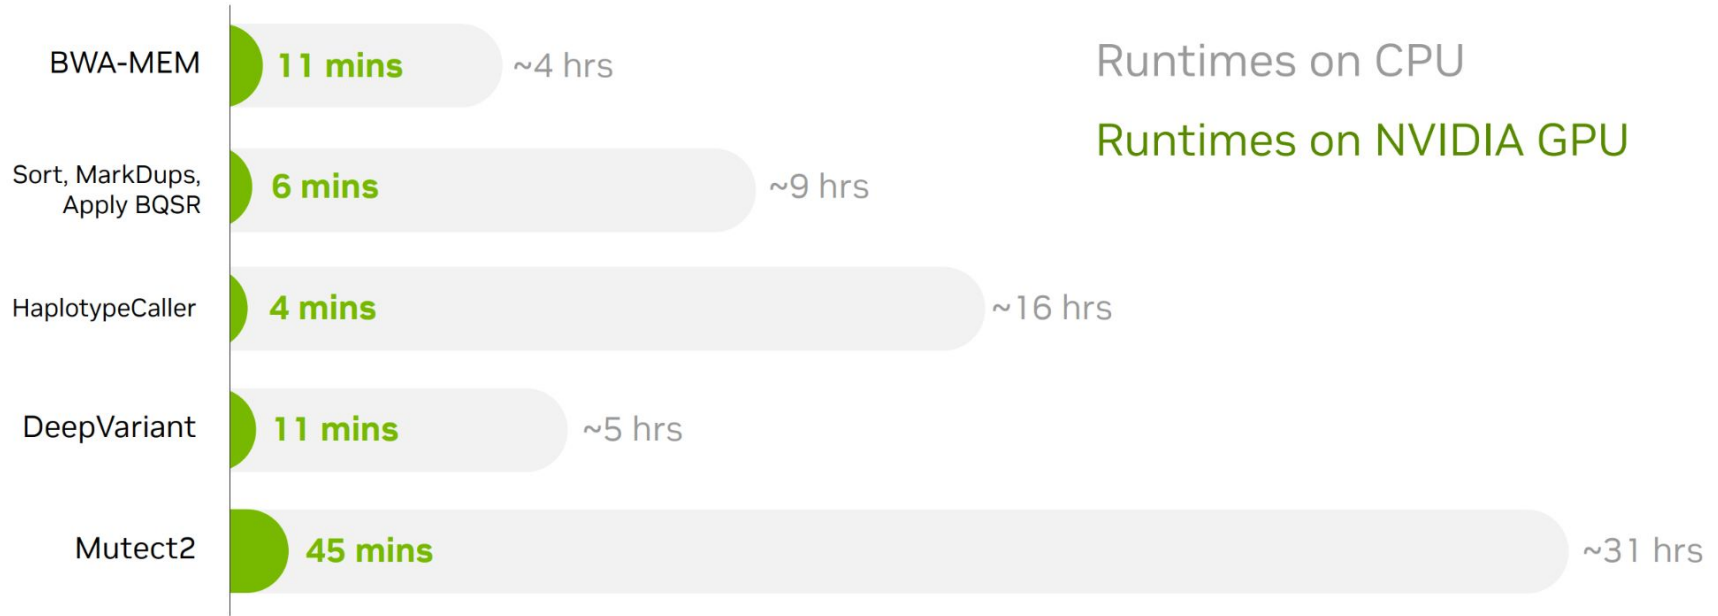 BWA-MEM
11 mins
~4 hrs
Runtimes on CPU
Runtimes on NVIDIA GPU
Sort, MarkDups,
Apply BQSR
6 mins
~9 hrs
HaplotypeCaller
4 mins
~16 hrs
DeepVariant
11 mins
~5 hrs
Mutect2
45 mins
~31 hrs